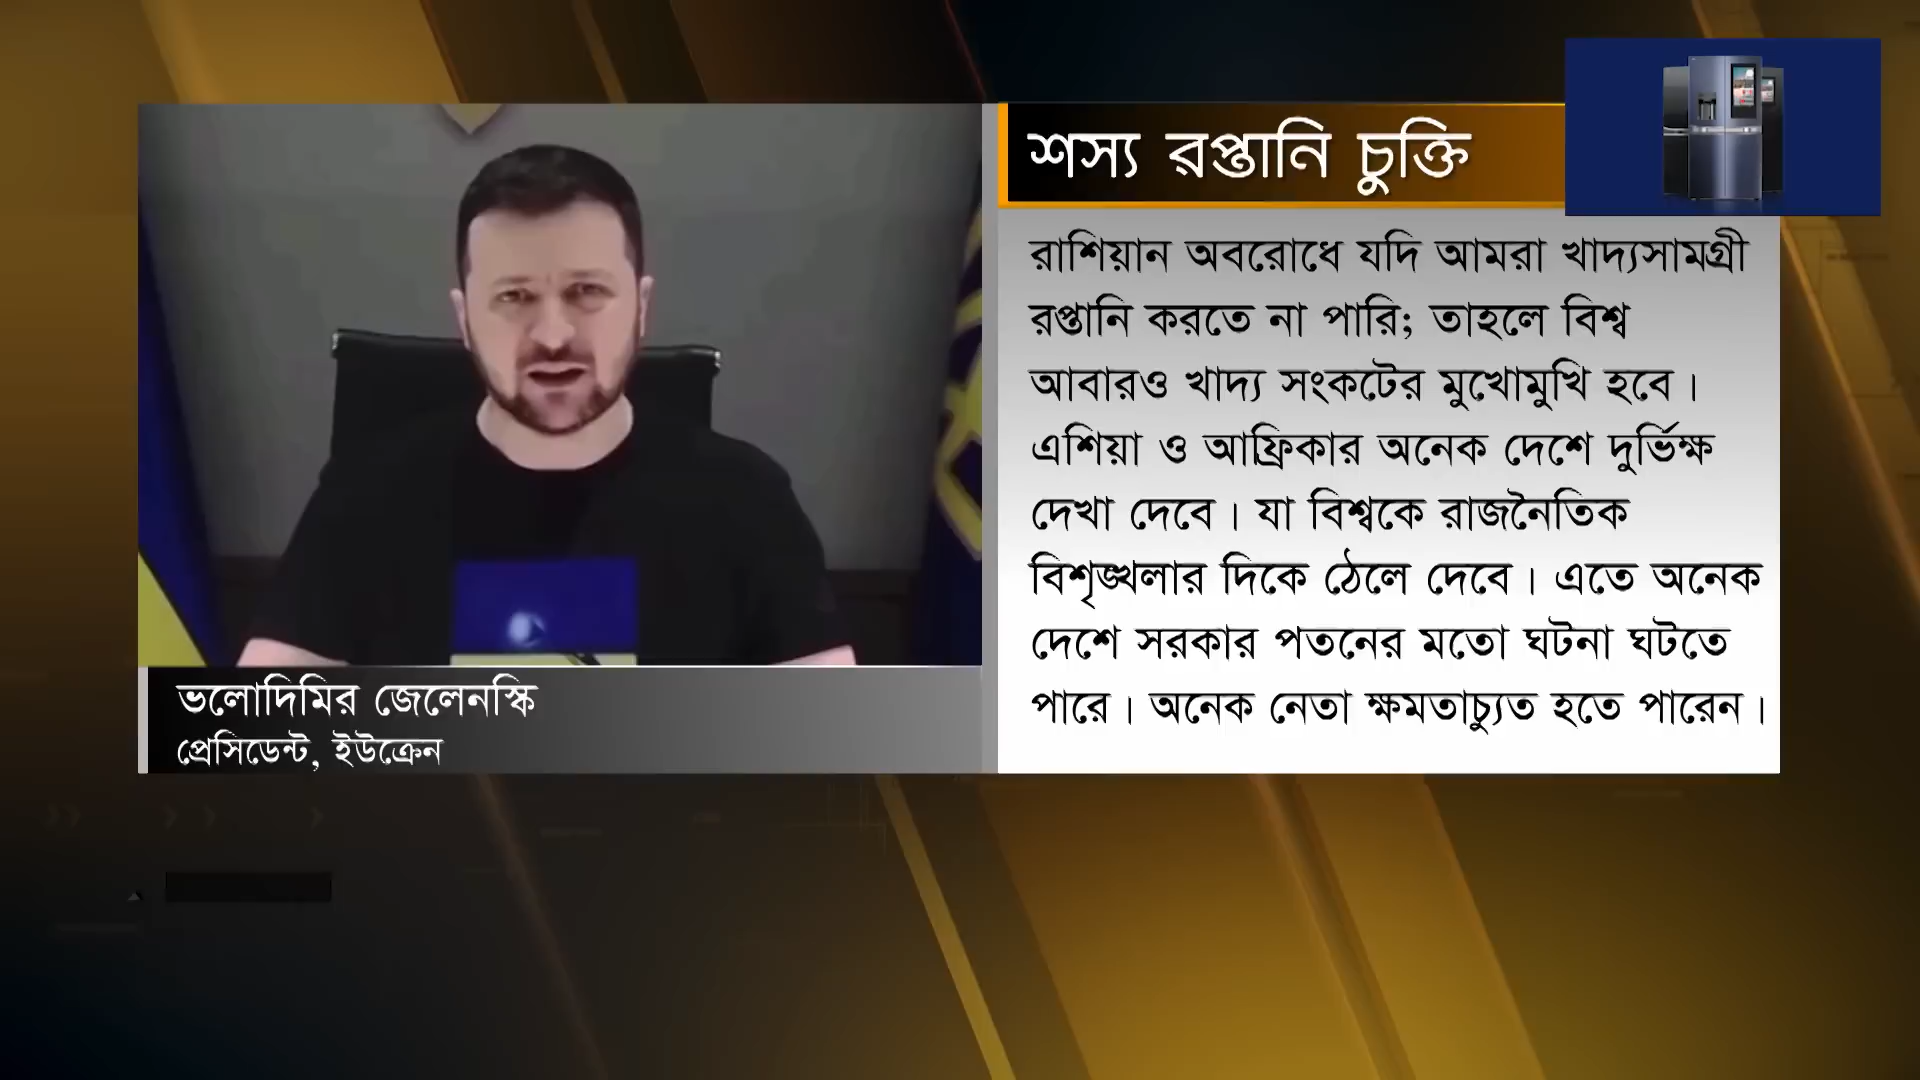 শস্য রপ্তানি চুক্তি
রাশিয়ান অবরোধে যদি আমরা খাদ্যসামগ্রী
রপ্তানি করতে না পারি; তাহলে বিশ্ব
আবারও খাদ্য সংকটের মুখোমুখি হবে।
এশিয়া ও আফ্রিকার অনেক দেশে দুর্ভিক্ষ
দেখা দেবে। যা বিশ্বকে রাজনৈতিক
বিশৃঙ্খলার দিকে ঠেলে দেবে। এতে অনেক
দেশে সরকার পতনের মতো ঘটনা ঘটতে
পারে। অনেক নেতা ক্ষমতাচ্যুত হতে পারেন।
ভলোদিমির জেলেনস্কি
প্রেসিডেন্ট, ইউক্রেন